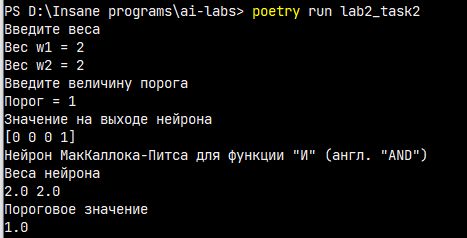 PS D:\Insane programs\ai-labs> poetry run lab2_task2
Введите веса
Вес w1 = 2
Вес w2 = 2
Введите величину порога
Порог = 1
Значение на выходе нейрона
[0 0 0 1]
Нейрон МакКаллока-Питса для функции "И" (англ. "AND")
Веса нейрона
2.0 2.0
Пороговое значение
1.0